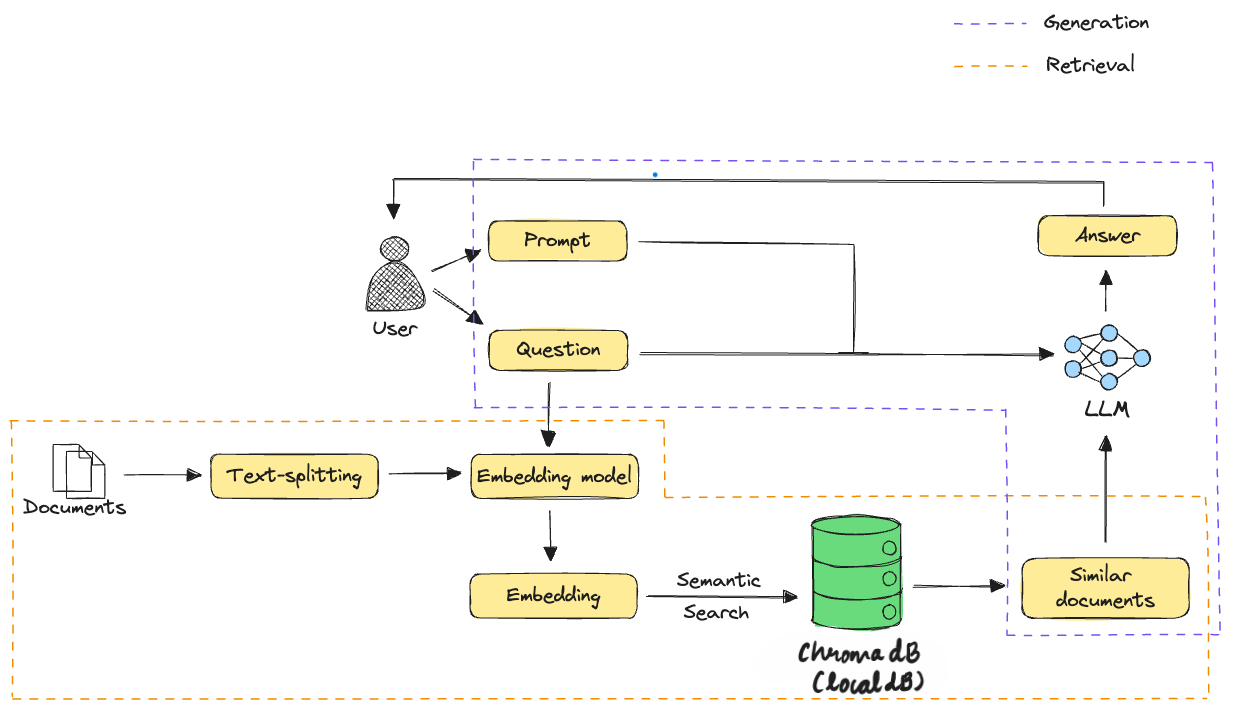 Generation
Retrieval
Prompt
Answer
User
Question
LLM
Documents
Text-splitting
Embedding model
Embedding
Semantic
Search
Similar
documents
Chroma dB
(local dB)